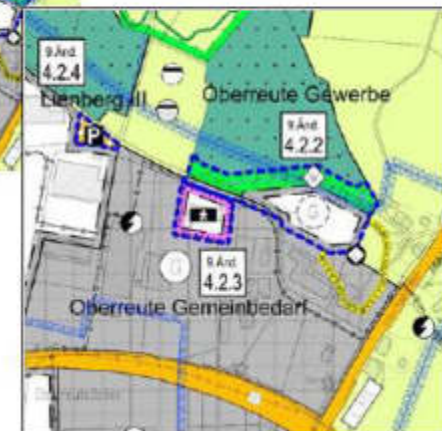 9.Änd.
4.2.4
Lienberg III
P
Oberreute Gewerbe
9.Änd.
4.2.2
G
9.Änd.
4.2.3
G
Oberreute Gemeinbedarf